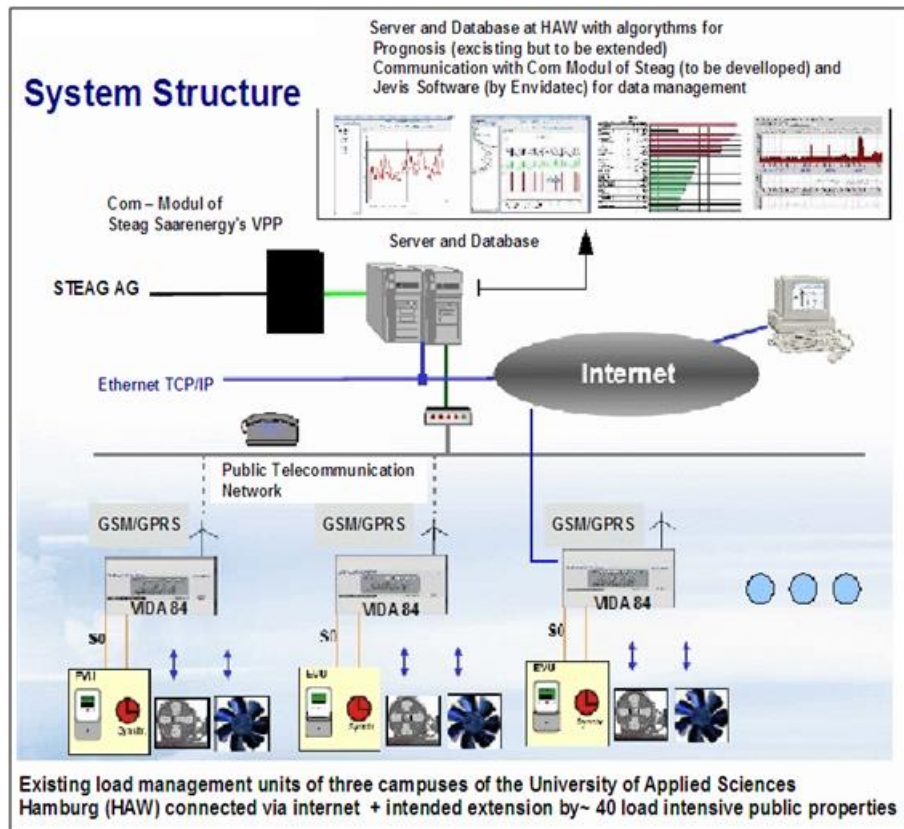 Server and Database at HAW with algorythms for
Prognosis (excisting but to be extended)
Communication with Com Modul of Steag (to be develloped) and
Jevis Software (by Envidatec) for data management
System Structure
Com – Modul of
Steag Saarenergy's VPP
Server and Database
STEAG AG
Internet
Ethernet TCP/IP
Public Telecommunication
Network
GSM/GPRS
GSM/GPRS
GSM/GPRS
VIDA 84
VIDA 84
VIDA 84
S0
S0
S0
EVU
EVU
EVU
Existing load management units of three campuses of the University of Applied Sciences
Hamburg (HAW) connected via internet + intended extension by~ 40 load intensive public properties